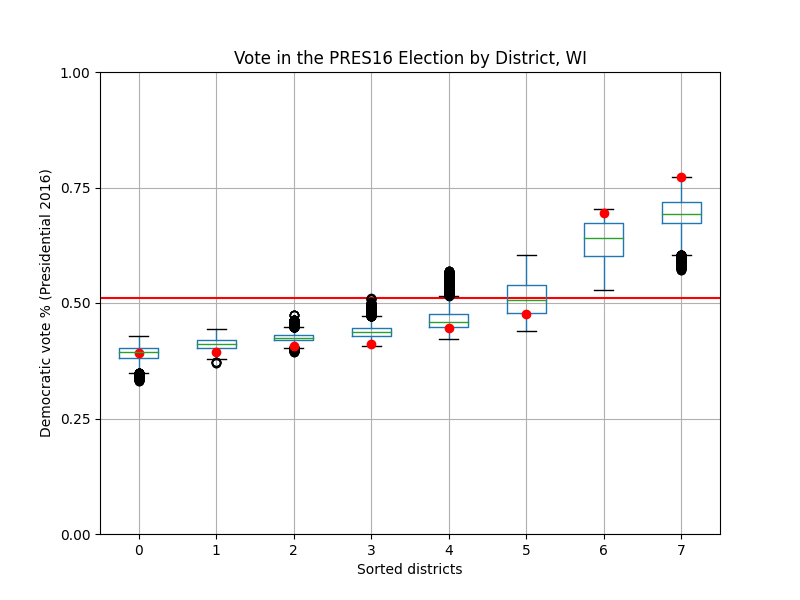 Vote in the PRES16 Election by District, WI
1.00
0.75
0.50
0.25
0.00
Democratic vote % (Presidential 2016)
0 1 2 3 4 5 6 7
Sorted districts